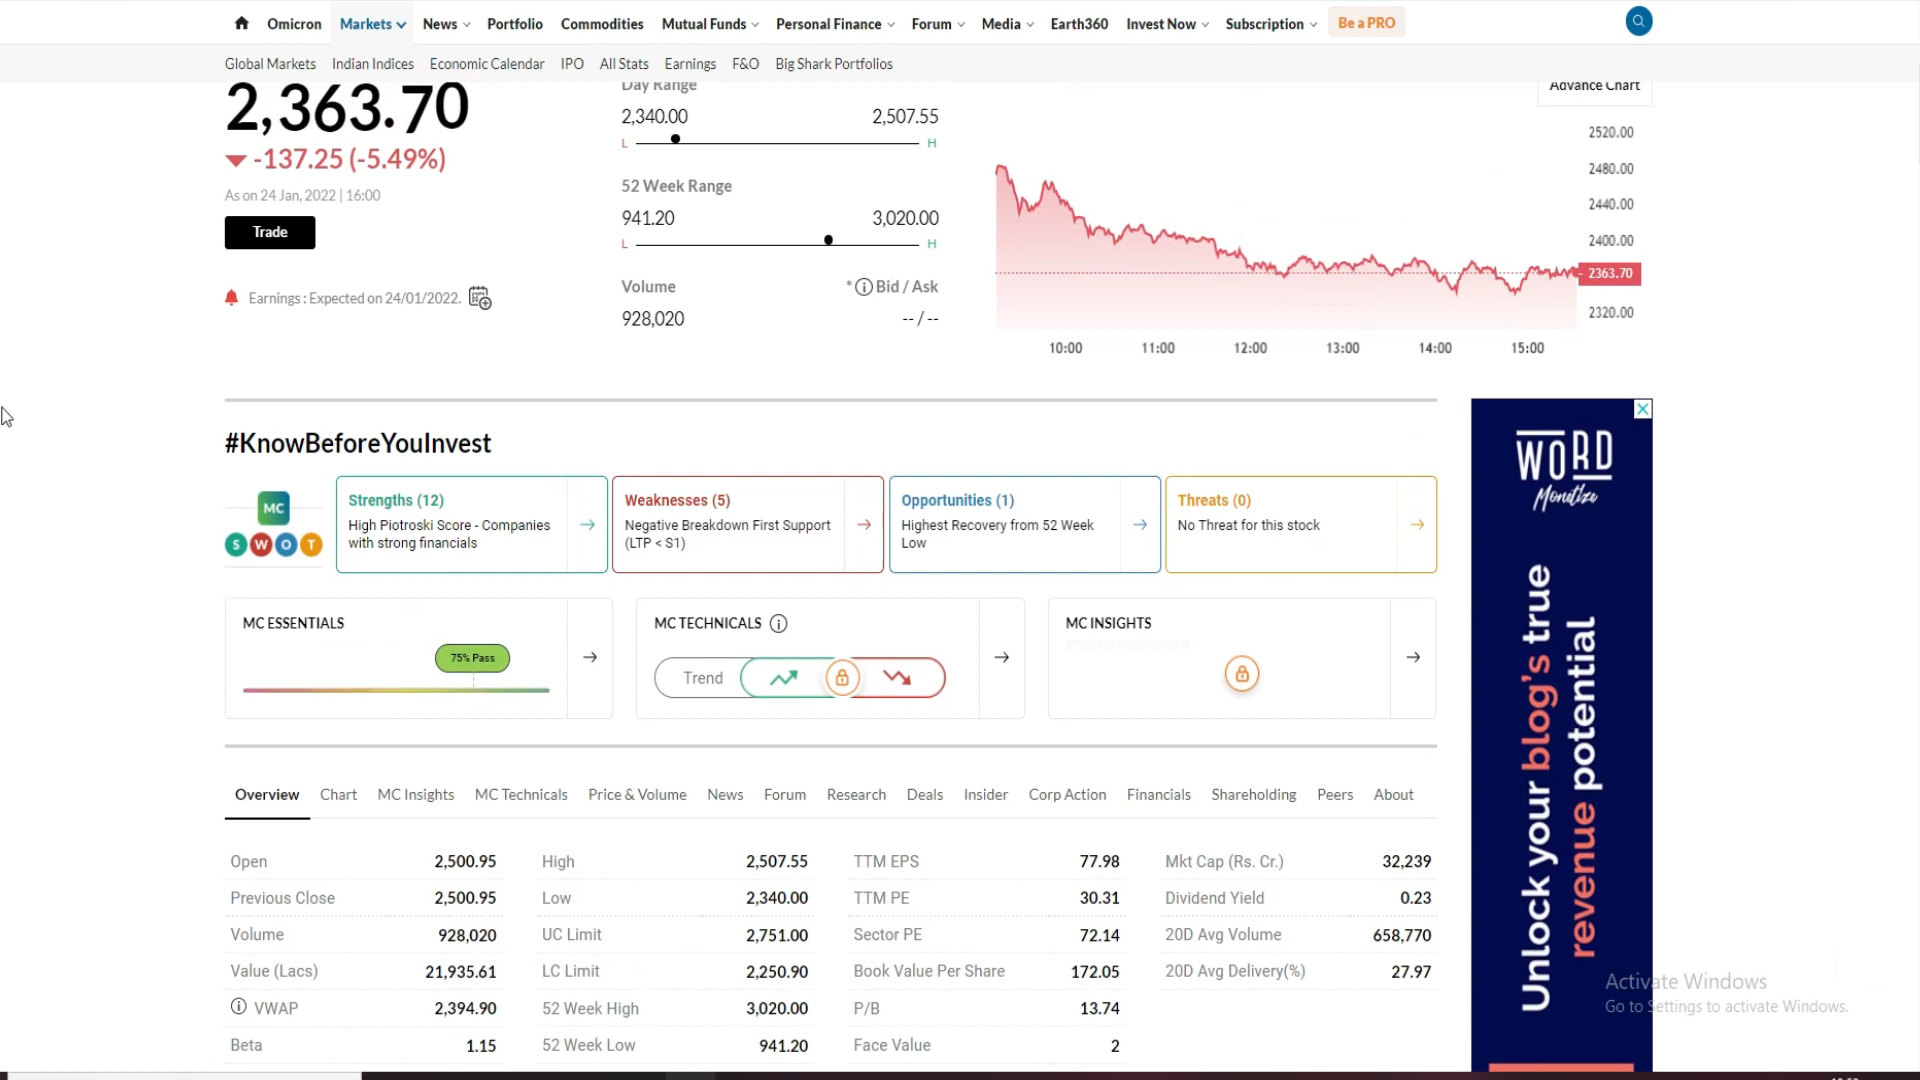 Omicron Markets News Portfolio Commodities Mutual Funds Personal Finance Forum Media Earth360 Invest Now Subscription Be a PRO
Global Markets Indian Indices Economic Calendar IPO All Stats Earnings F&O Big Shark Portfolios
2,363.70
-137.25 (-5.49%)
As on 24 Jan, 2022 | 16:00
Trade
Earnings : Expected on 24/01/2022.
Day Range
2,340.00 2,507.55
L H
52 Week Range
941.20 3,020.00
L H
Volume * Bid / Ask
928,020 -- / --
Advance Chart
2520.00
2480.00
2440.00
2400.00
2363.70
2320.00
10:00 11:00 12:00 13:00 14:00 15:00
#KnowBeforeYouInvest
MC
S W O T
Strengths (12)
High Piotroski Score - Companies
with strong financials
Weaknesses (5)
Negative Breakdown First Support
(LTP < S1)
Opportunities (1)
Highest Recovery from 52 Week
Low
Threats (0)
No Threat for this stock
MC ESSENTIALS
75% Pass
MC TECHNICALS
Trend
MC INSIGHTS
Overview Chart MC Insights MC Technicals Price & Volume News Forum Research Deals Insider Corp Action Financials Shareholding Peers About
Open 2,500.95 High 2,507.55 TTM EPS 77.98 Mkt Cap (Rs. Cr.) 32,239
Previous Close 2,500.95 Low 2,340.00 TTM PE 30.31 Dividend Yield 0.23
Volume 928,020 UC Limit 2,751.00 Sector PE 72.14 20D Avg Volume 658,770
Value (Lacs) 21,935.61 LC Limit 2,250.90 Book Value Per Share 172.05 20D Avg Delivery(%) 27.97
VWAP 2,394.90 52 Week High 3,020.00 P/B 13.74
Beta 1.15 52 Week Low 941.20 Face Value 2
WORD
Monetize
Unlock your blog's true
revenue potential
Activate Windows
Go to Settings to activate Windows.